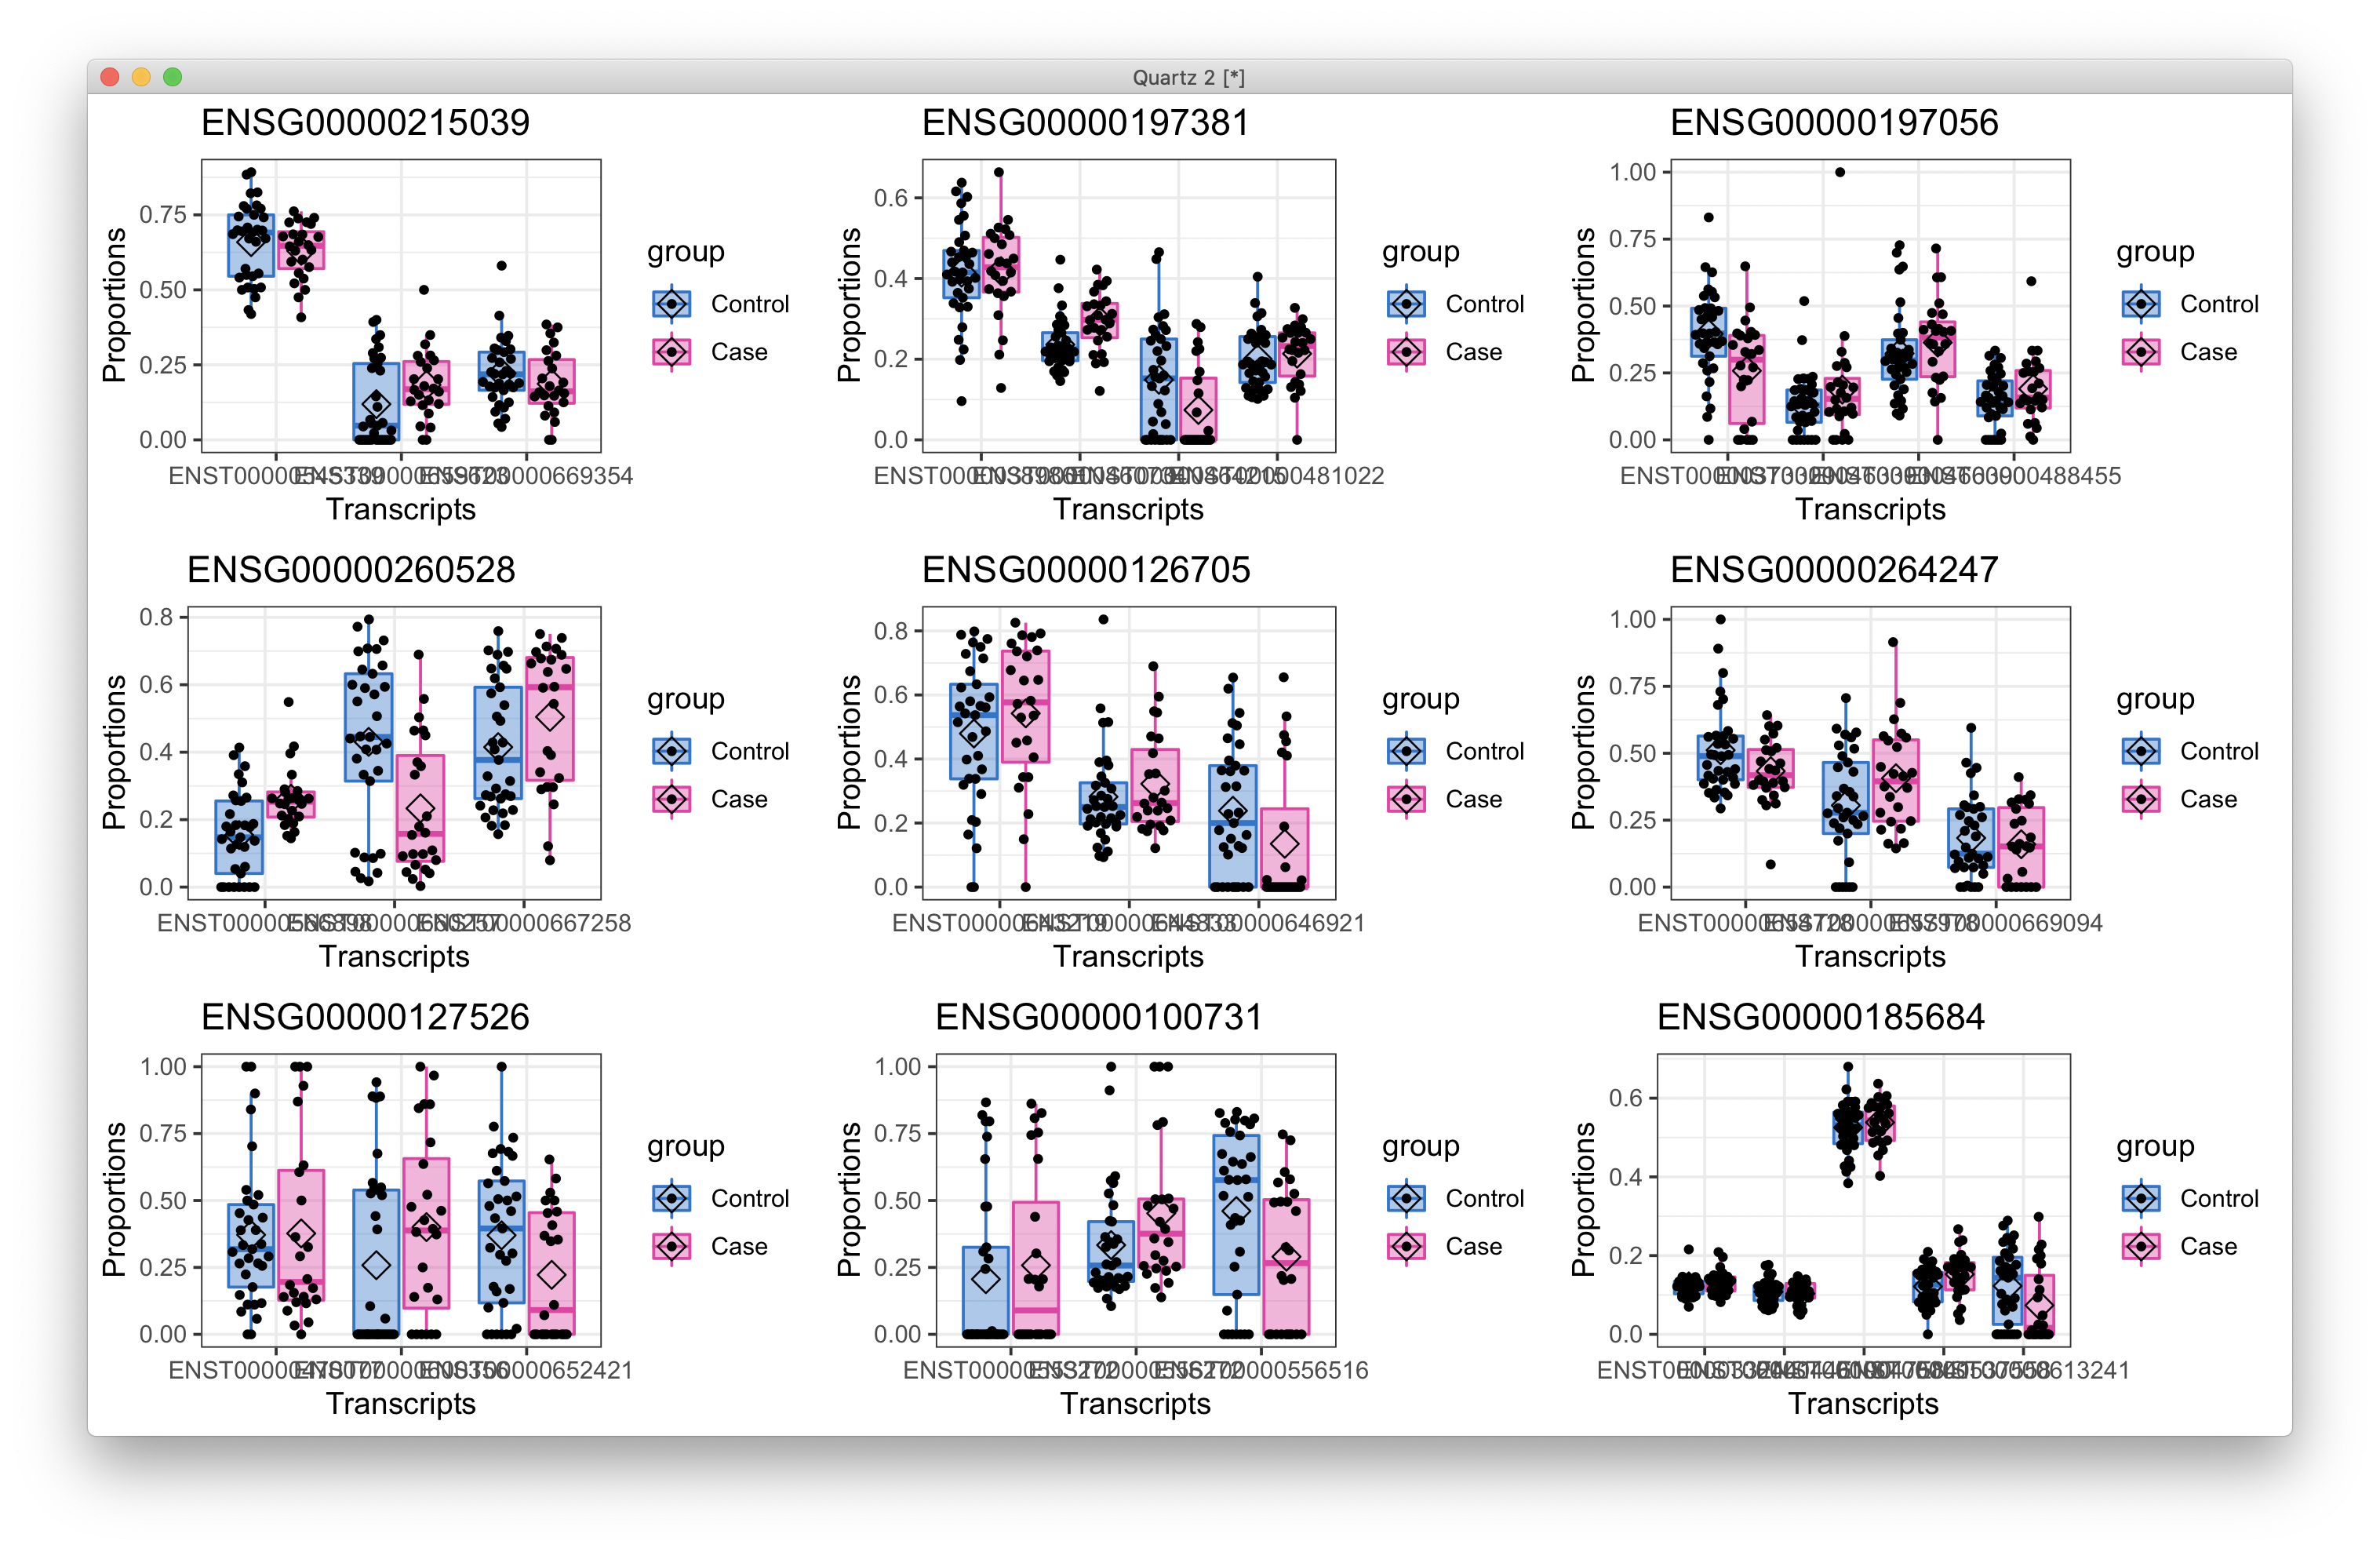 Quartz 2 [*]
ENSG00000215039
Proportions
0.75
0.50
0.25
0.00
Transcripts
group
Control
Case
ENSG00000197381
Proportions
0.6
0.4
0.2
0.0
Transcripts
group
Control
Case
ENSG00000197056
Proportions
1.00
0.75
0.50
0.25
0.00
Transcripts
group
Control
Case
ENSG00000260528
Proportions
0.8
0.6
0.4
0.2
0.0
Transcripts
group
Control
Case
ENSG00000126705
Proportions
0.8
0.6
0.4
0.2
0.0
Transcripts
group
Control
Case
ENSG00000264247
Proportions
1.00
0.75
0.50
0.25
0.00
Transcripts
group
Control
Case
ENSG00000127526
Proportions
1.00
0.75
0.50
0.25
0.00
Transcripts
group
Control
Case
ENSG00000100731
Proportions
1.00
0.75
0.50
0.25
0.00
Transcripts
group
Control
Case
ENSG00000185684
Proportions
0.6
0.4
0.2
0.0
Transcripts
group
Control
Case